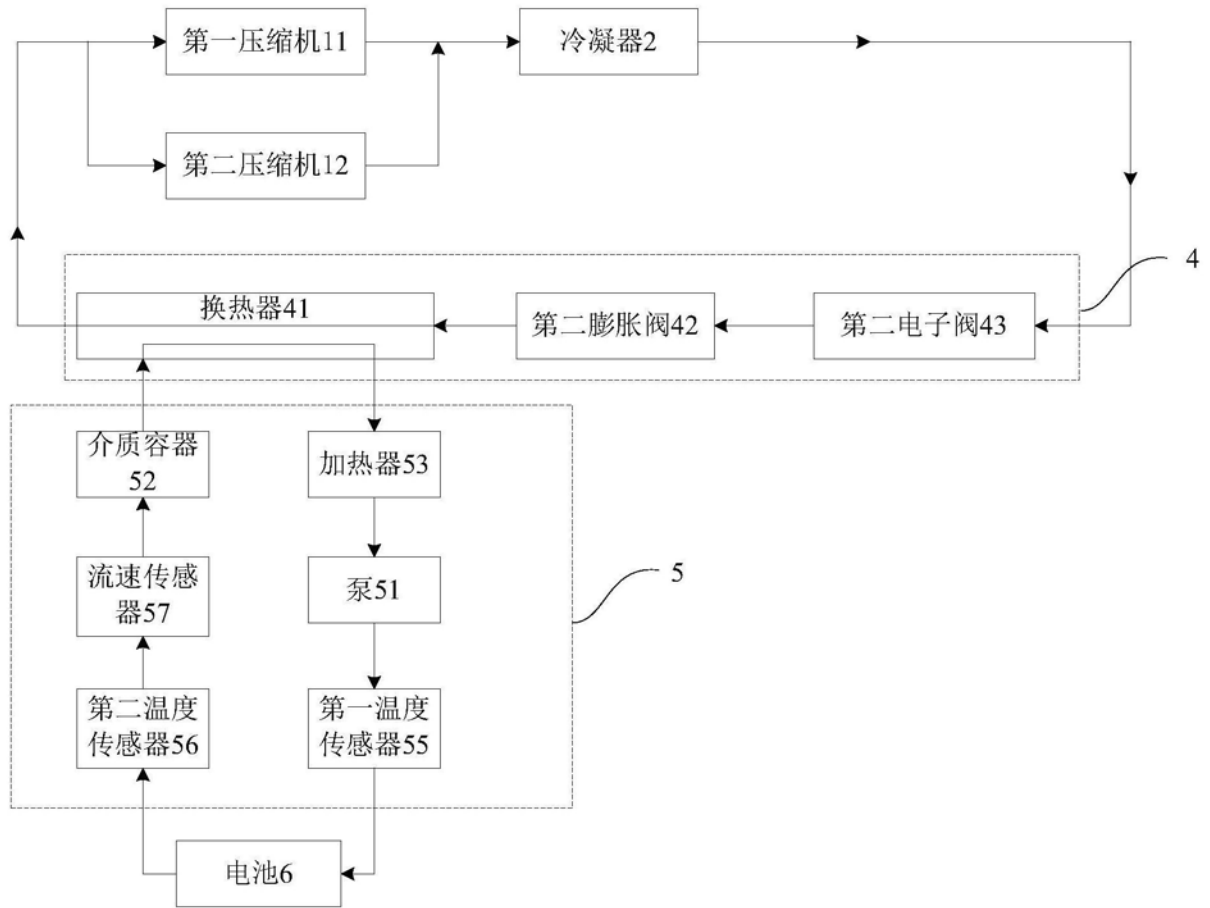 第一压缩机11
冷凝器2
第二压缩机12
4
换热器41
第二膨胀阀42
第二电子阀43
介质容器
52
加热器53
流速传感
器57
泵51
5
第二温度
传感器56
第一温度
传感器55
电池6